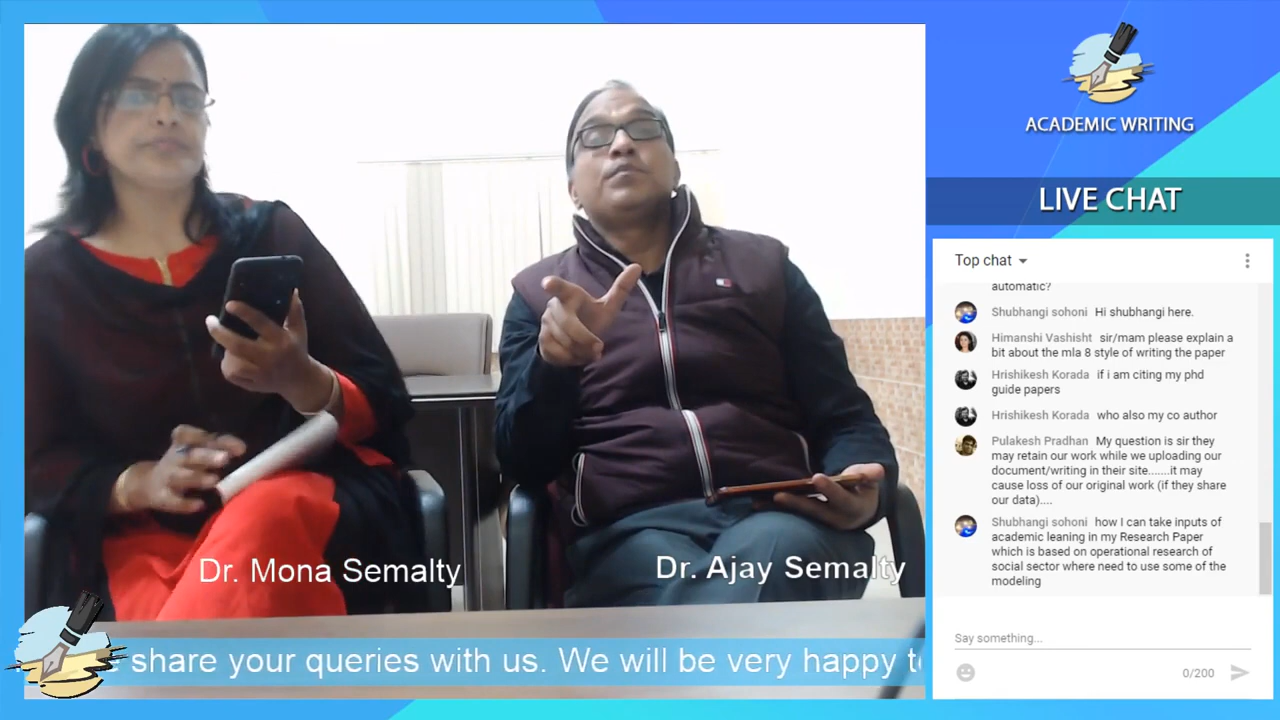 Dr. Mona Semalty
Dr. Ajay Semalty
share your queries with us. We will be very happy
ACADEMIC WRITING
LIVE CHAT
Top chat
automatic?
Shubhangi sohoni Hi shubhangi here.
Himanshi Vashisht sir/mam please explain a
bit about the mla 8 style of writing the paper
Hrishikesh Korada if i am citing my phd
guide papers
Hrishikesh Korada who also my co author
Pulakesh Pradhan My question is sir they
may retain our work while we uploading our
document/writing in their site.......it may
cause loss of our original work (if they share
our data)....
Shubhangi sohoni how I can take inputs of
academic leaning in my Research Paper
which is based on operational research of
social sector where need to use some of the
modeling
Say something...
0/200